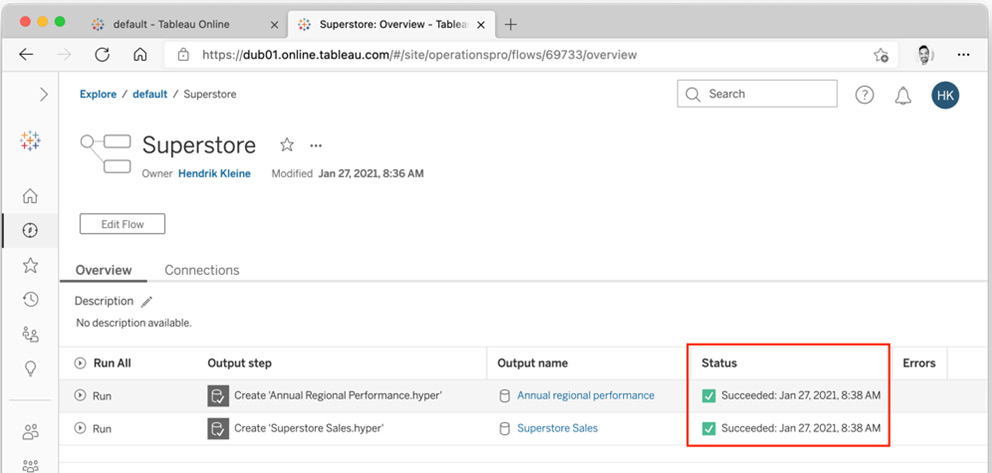 default - Tableau Online
Superstore: Overview - Tablea
https://dub01.online.tableau.com/#/site/operationspro/flows/69733/overview
Explore / default / Superstore
Search
HK
Superstore
Owner Hendrik Kleine Modified Jan 27, 2021, 8:36 AM
Edit Flow
Overview Connections
Description
No description available.
Run All Output step Output name Status Errors
Run Create 'Annual Regional Performance.hyper' Annual regional performance Succeeded: Jan 27, 2021, 8:38 AM
Run Create 'Superstore Sales.hyper' Superstore Sales Succeeded: Jan 27, 2021, 8:38 AM